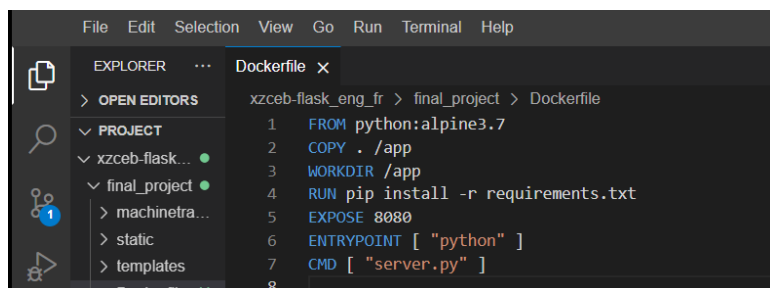 File Edit Selection View Go Run Terminal Help
EXPLORER ...
Dockerfile
> OPEN EDITORS
xzceb-flask_eng_fr > final_project > Dockerfile
PROJECT
xzceb-flask...
final_project
> machinetra...
> static
> templates
1 FROM python:alpine3.7
2 COPY . /app
3 WORKDIR /app
4 RUN pip install -r requirements.txt
5 EXPOSE 8080
6 ENTRYPOINT [ "python" ]
7 CMD [ "server.py" ]
8
1